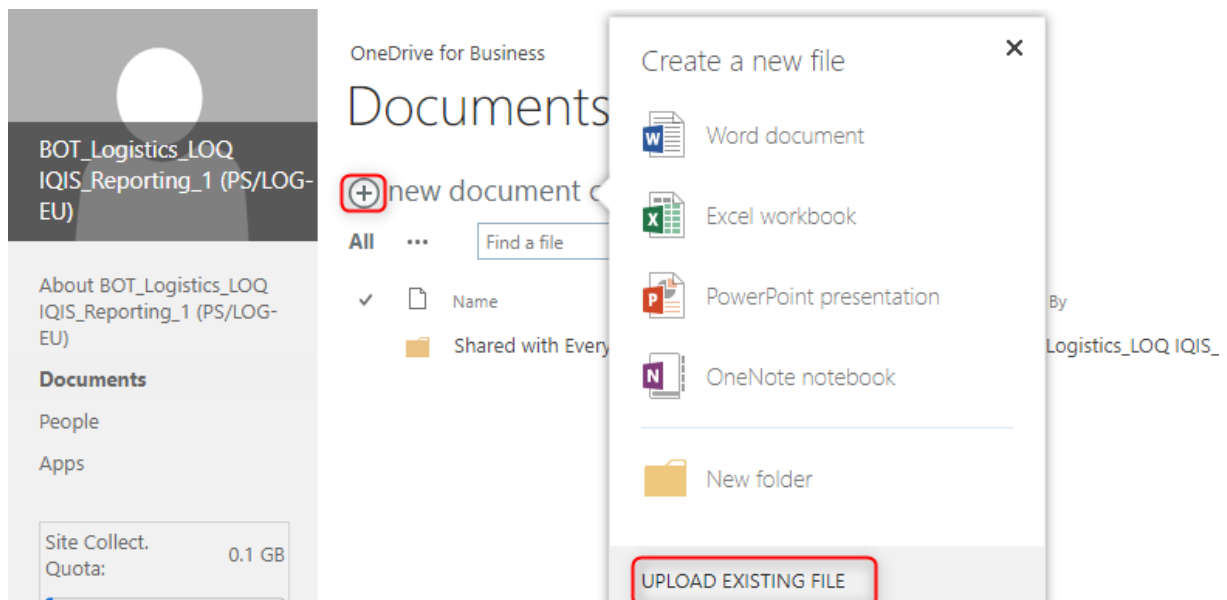 BOT_Logistics_LOQ
IQIS_Reporting_1 (PS/LOG-
EU)
About BOT_Logistics_LOQ
IQIS_Reporting_1 (PS/LOG-
EU)
Documents
People
Apps
Site Collect.
Quota:
0.1 GB
OneDrive for Business
Documents
new document
All ...
Find a file
Name
By
Shared with Every
Logistics_LOQ IQIS_
Create a new file
Word document
Excel workbook
PowerPoint presentation
OneNote notebook
New folder
UPLOAD EXISTING FILE